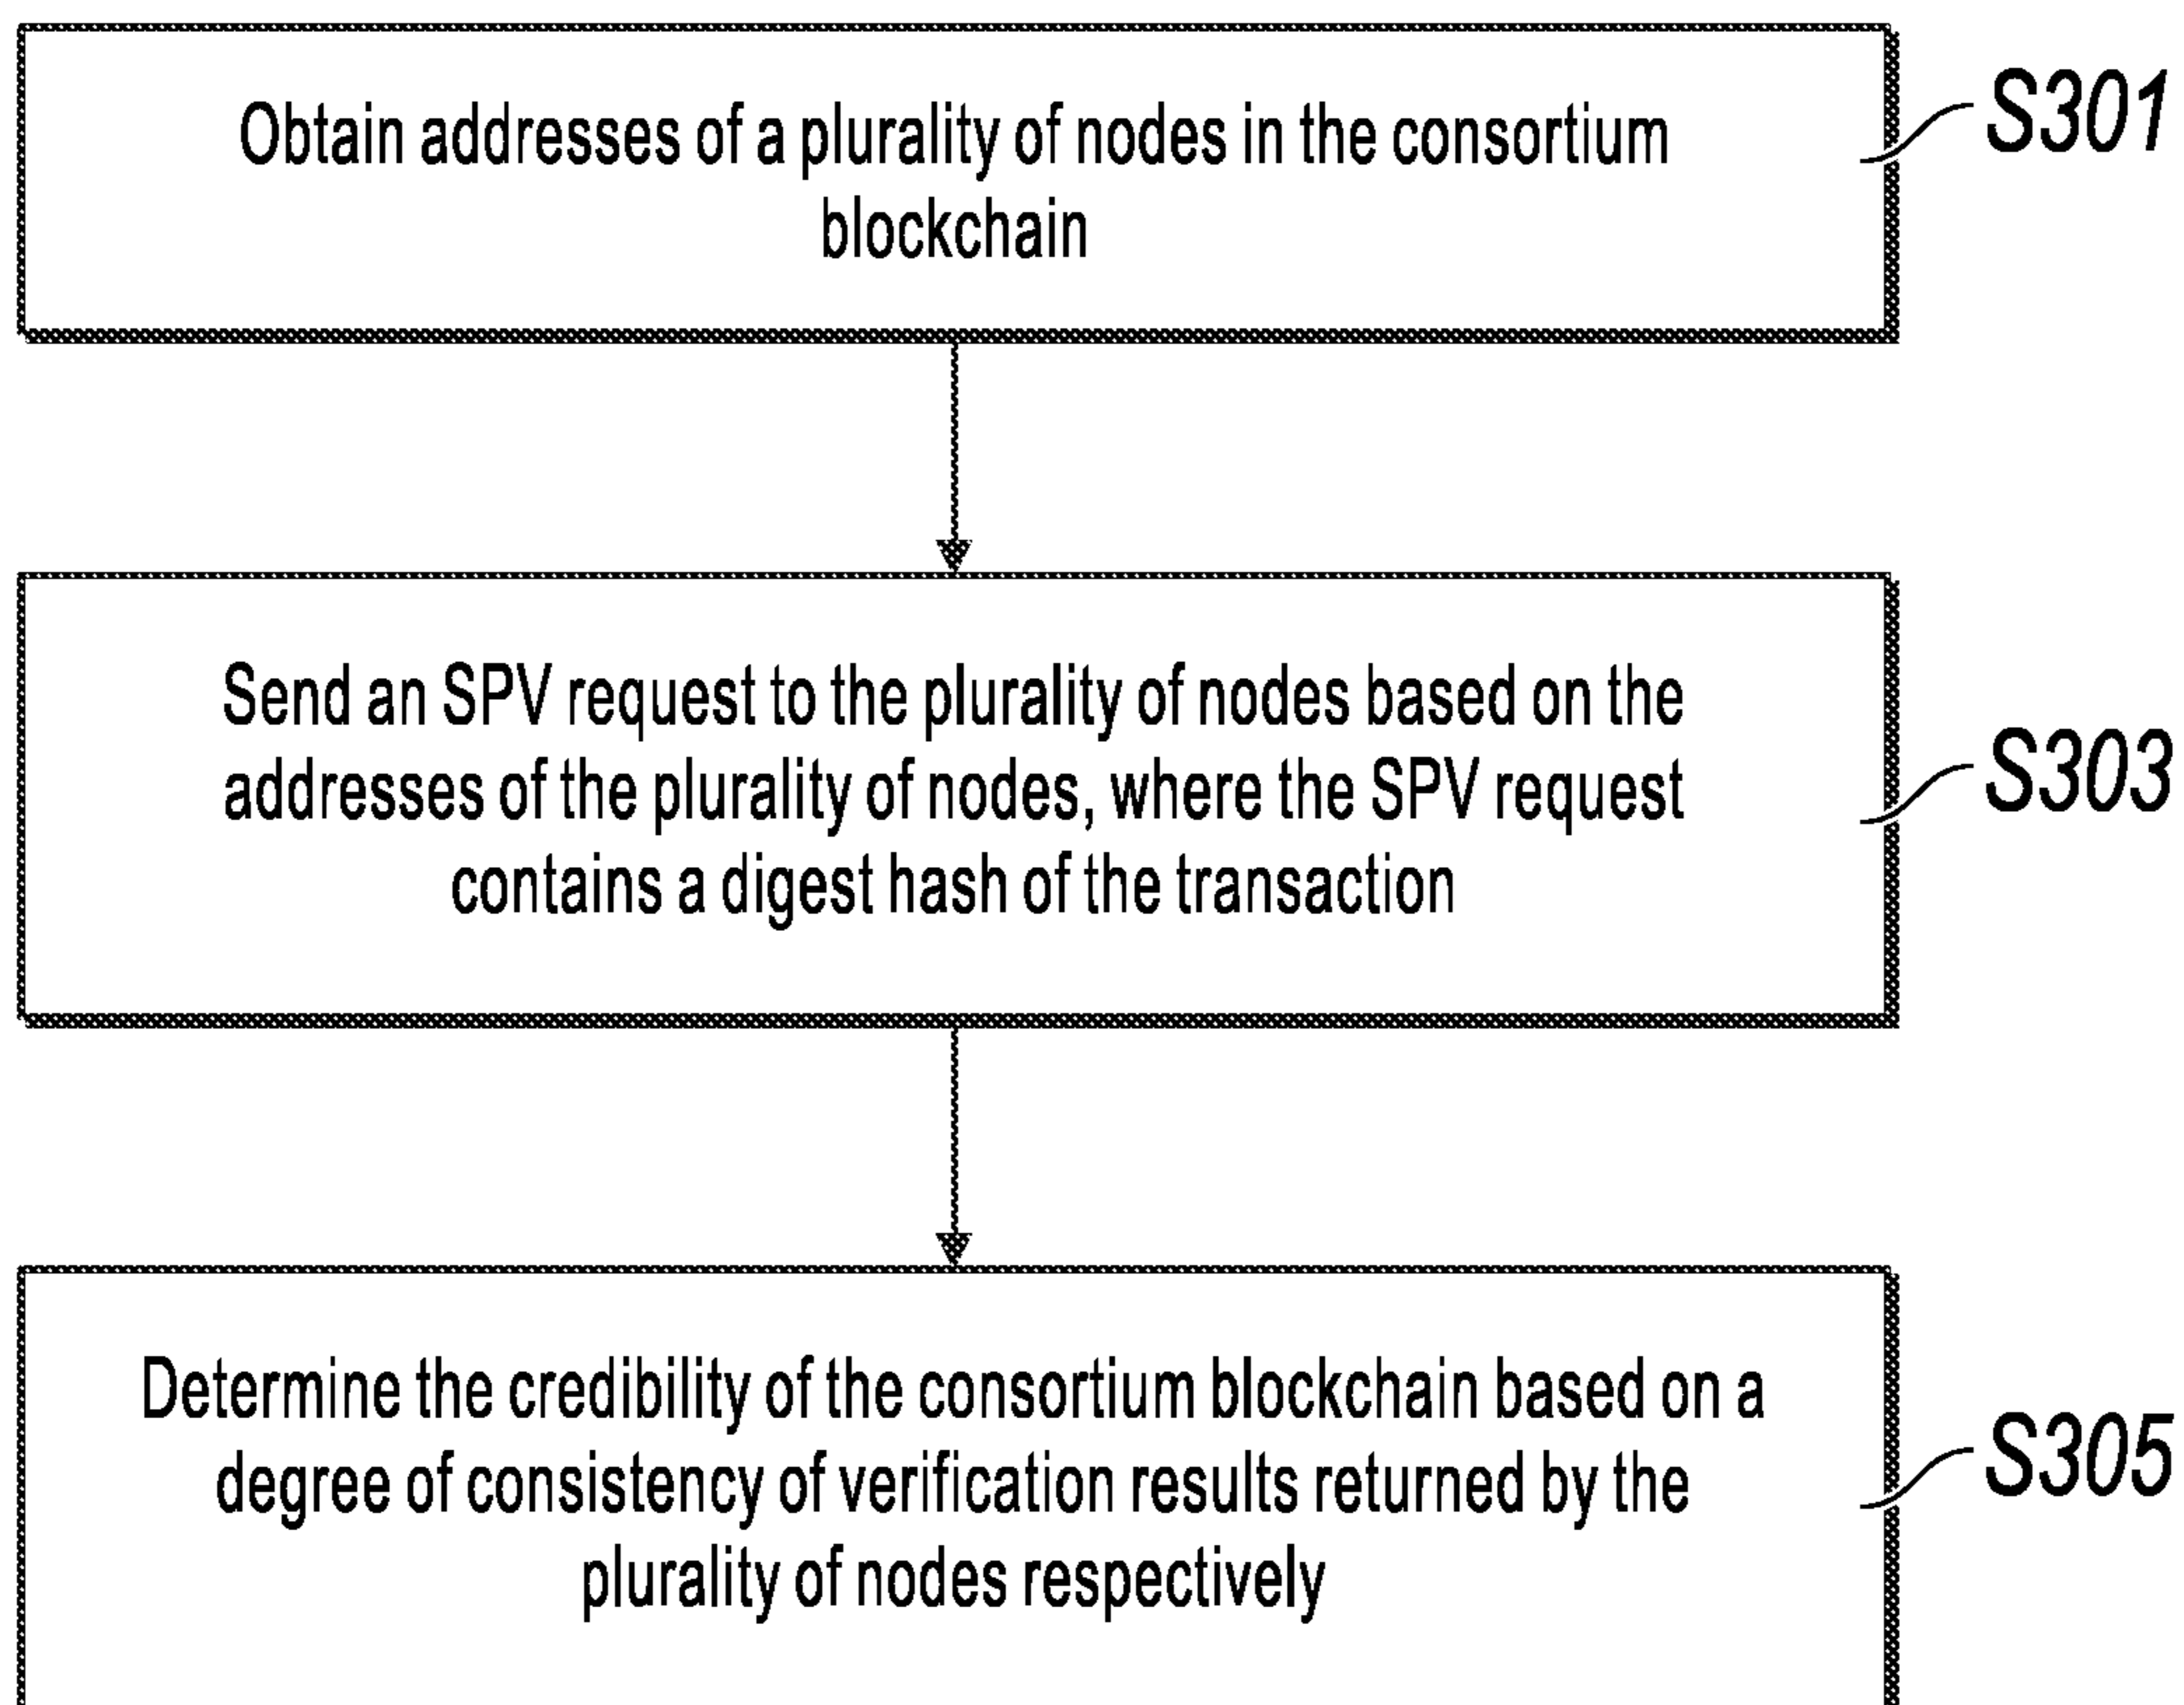 Obtain addresses of a plurality of nodes in the consortium
blockchain
S301
Send an SPV request to the plurality of nodes based on the
addresses of the plurality of nodes, where the SPV request
contains a digest hash of the transaction
S303
Determine the credibility of the consortium blockchain based on a
degree of consistency of verification results returned by the
plurality of nodes respectively
S305